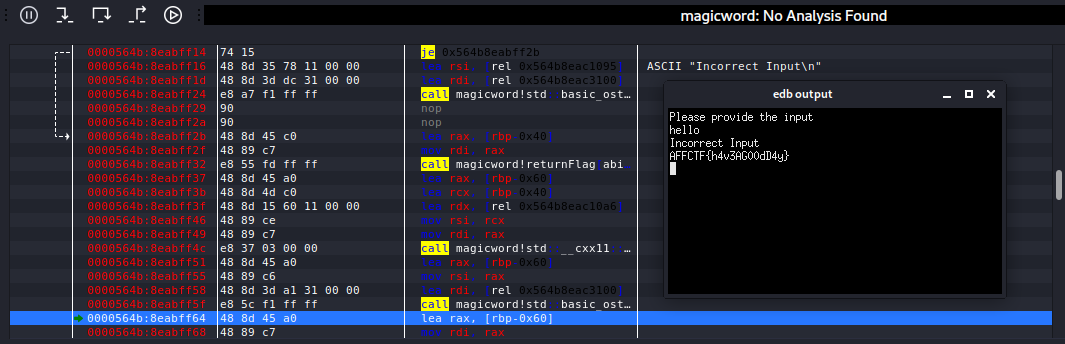 magicword: No Analysis Found
0000564b:8eabff14 74 15 je 0x564b8eabff2b
0000564b:8eabff16 48 8d 35 78 11 00 00 lea rsi, [rel 0x564b8eac1095] ASCII "Incorrect Input\n"
0000564b:8eabff1d 48 8d 3d dc 31 00 00 lea rdi, [rel 0x564b8eac3100]
0000564b:8eabff24 e8 a7 f1 ff ff call magicword!std::basic_ost…
0000564b:8eabff29 90 nop
0000564b:8eabff2a 90 nop
0000564b:8eabff2b 48 8d 45 c0 lea rax, [rbp-0x40]
0000564b:8eabff2f 48 89 c7 mov rdi, rax
0000564b:8eabff32 e8 55 fd ff ff call magicword!returnFlag[abi
0000564b:8eabff37 48 8d 45 a0 lea rax, [rbp-0x60]
0000564b:8eabff3b 48 8d 4d c0 lea rcx, [rbp-0x40]
0000564b:8eabff3f 48 8d 15 60 11 00 00 lea rdx, [rel 0x564b8eac10a6]
0000564b:8eabff46 48 89 ce mov rsi, rcx
0000564b:8eabff49 48 89 c7 mov rdi, rax
0000564b:8eabff4c e8 37 03 00 00 call magicword!std::__cxx11::…
0000564b:8eabff51 48 8d 45 a0 lea rax, [rbp-0x60]
0000564b:8eabff55 48 89 c6 mov rsi, rax
0000564b:8eabff58 48 8d 3d a1 31 00 00 lea rdi, [rel 0x564b8eac3100]
0000564b:8eabff5f e8 5c f1 ff ff call magicword!std::basic_ost…
0000564b:8eabff64 48 8d 45 a0 lea rax, [rbp-0x60]
0000564b:8eabff68 48 89 c7 mov rdi, rax
edb output
Please provide the input
hello
Incorrect Input
AFFCTF{h4v3AGOOdD4y}